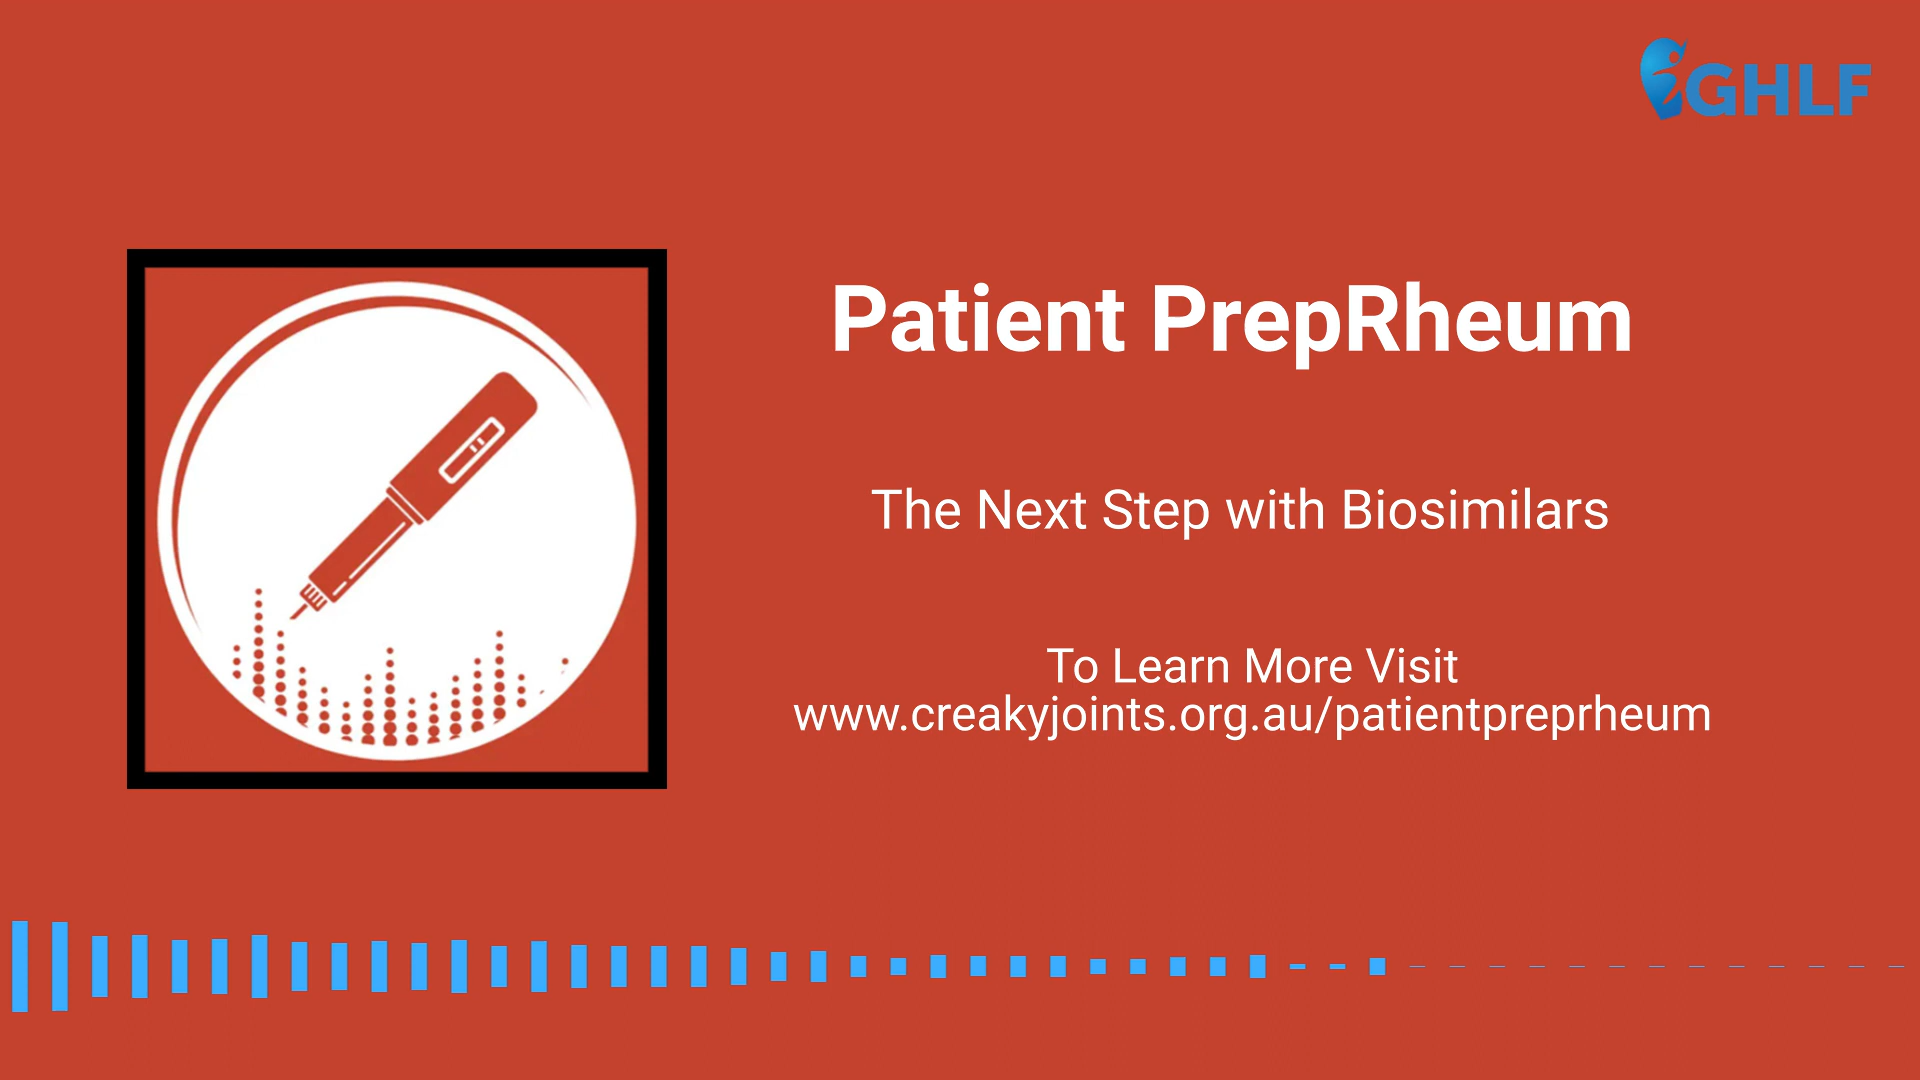 GHLF
Patient PrepRheum
The Next Step with Biosimilars
To Learn More Visit
www.creakyjoints.org.au/patientpreprheum